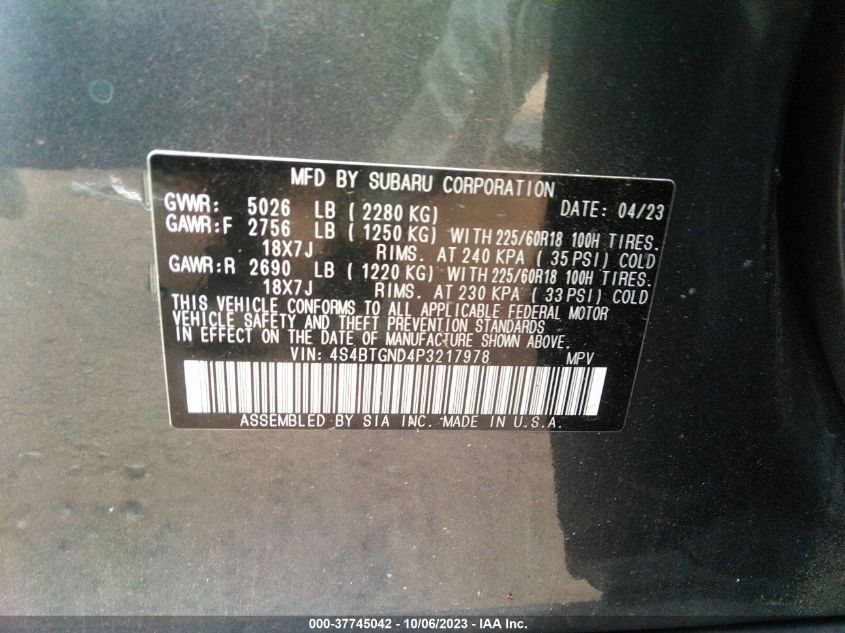 MFD BY SUBARU CORPORATION
GVWR: 5026 LB ( 2280 KG) DATE: 04/23
GAWR:F 2756 LB ( 1250 KG) WITH 225/60R18 100H TIRES.
18X7J RIMS. AT 240 KPA ( 35 PSI) COLD
GAWR:R 2690 LB ( 1220 KG) WITH 225/60R18 100H TIRES.
18X7J RIMS. AT 230 KPA ( 33 PSI) COLD
THIS VEHICLE CONFORMS TO ALL APPLICABLE FEDERAL MOTOR
VEHICLE SAFETY AND THEFT PREVENTION STANDARDS
IN EFFECT ON THE DATE OF MANUFACTURE SHOWN ABOVE.
VIN: 4S4BTGND4P3217978 MPV
ASSEMBLED BY SIA INC. MADE IN U.S.A.
000-37745042 - 10/06/2023 - IAA Inc.